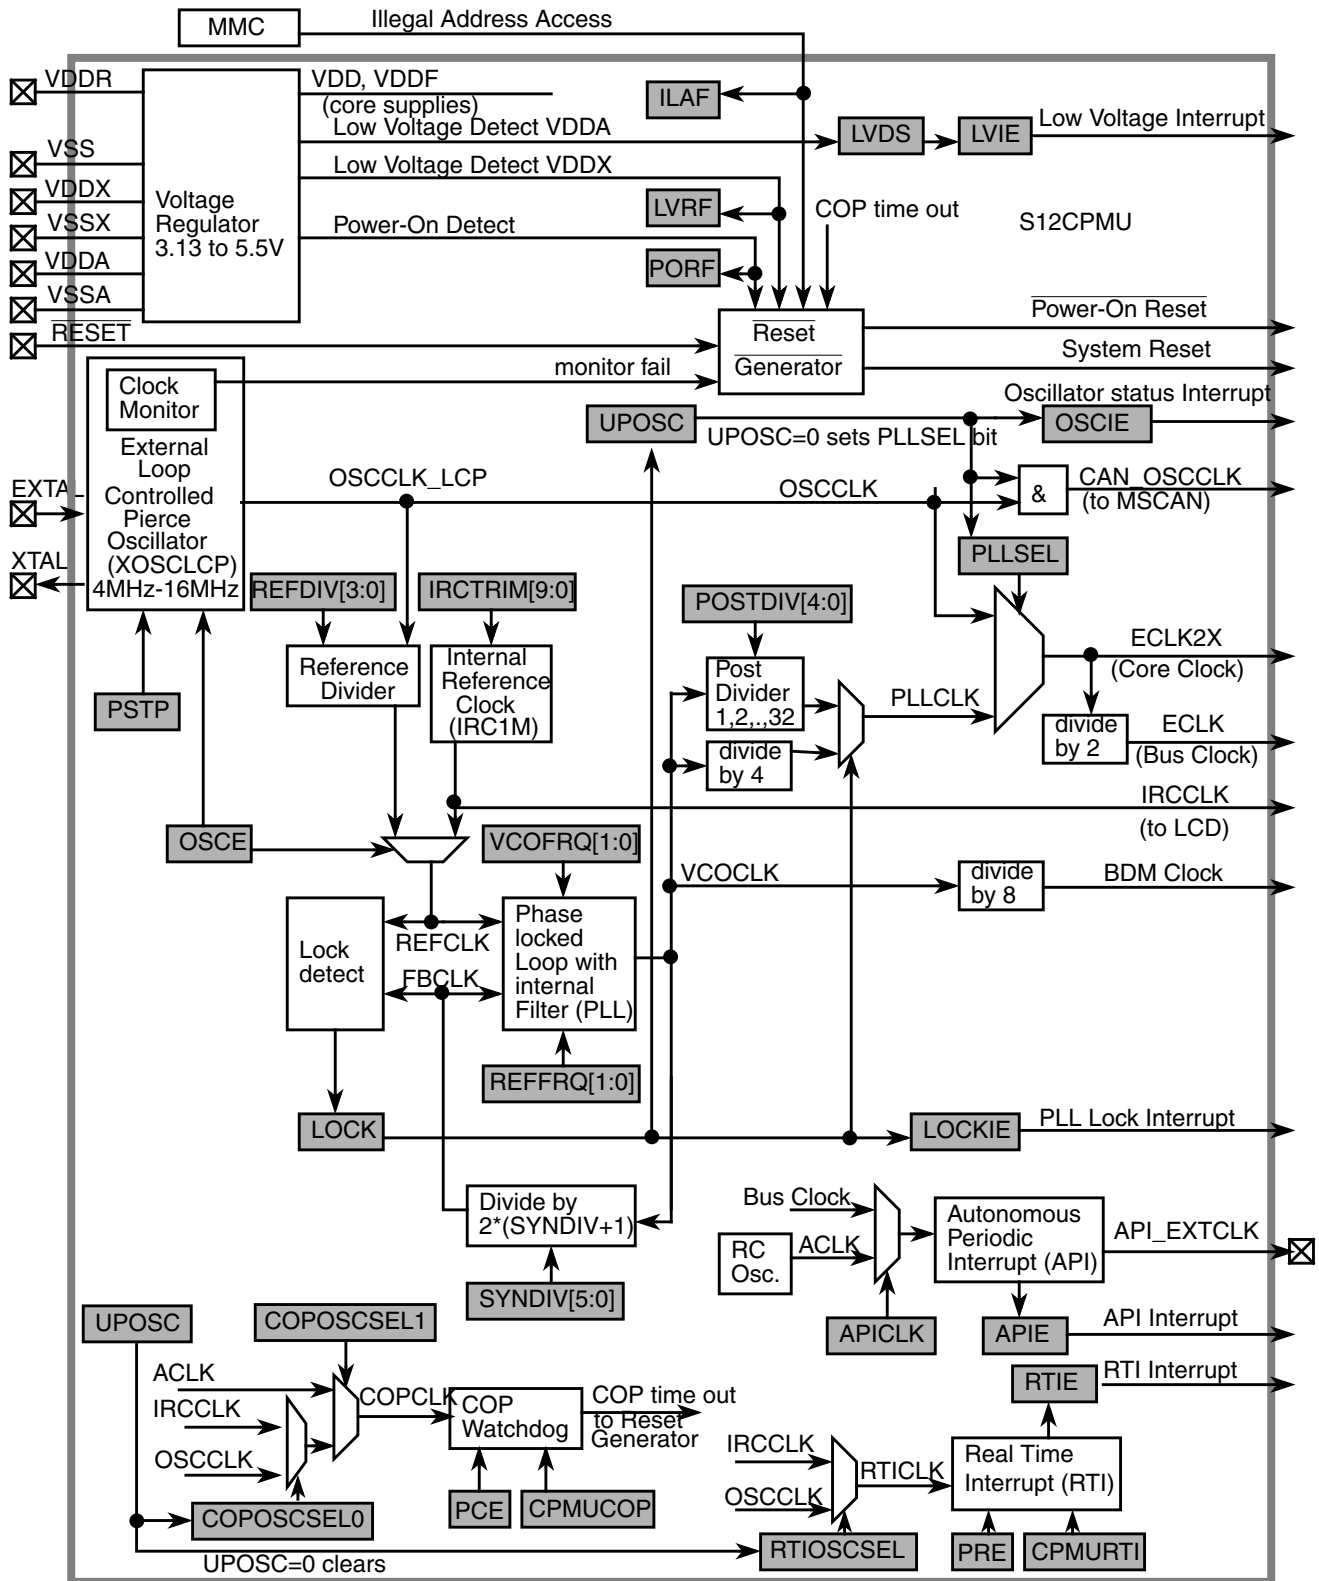 MMC
Illegal Address Access
VDDR
VSS
VDDX
VSSX
VDDA
VSSA
RESET
Voltage
Regulator
3.13 to 5.5V
VDD, VDDF
(core supplies)
Low Voltage Detect VDDA
Low Voltage Detect VDDX
Power-On Detect
ILAF
LVRF
PORF
COP time out
LVDS
LVIE
Low Voltage Interrupt
S12CPMU
Reset
Generator
Power-On Reset
System Reset
monitor fail
Clock
Monitor
External
Loop
Controlled
Pierce
Oscillator
(XOSCLCP)
4MHz-16MHz
EXTAL
XTAL
UPOSC
UPOSC=0 sets PLLSEL bit
OSCIE
Oscillator status Interrupt
OSCCLK_LCP
OSCCLK
&
CAN_OSCCLK
(to MSCAN)
PLLSEL
REFDIV[3:0]
IRCTRIM[9:0]
POSTDIV[4:0]
Reference
Divider
Internal
Reference
Clock
(IRC1M)
Post
Divider
1,2,.,32
divide
by 4
PLLCLK
ECLK2X
(Core Clock)
divide
by 2
ECLK
(Bus Clock)
IRCCLK
(to LCD)
PSTP
OSCE
VCOFRQ[1:0]
VCOCLK
divide
by 8
BDM Clock
Lock
detect
REFCLK
FBCLK
Phase
locked
Loop with
internal
Filter (PLL)
REFFRQ[1:0]
LOCK
LOCKIE
PLL Lock Interrupt
Divide by
2*(SYNDIV+1)
SYNDIV[5:0]
Bus Clock
RC
Osc.
ACLK
Autonomous
Periodic
Interrupt (API)
API_EXTCLK
APICLK
APIE
API Interrupt
UPOSC
COPOSCSEL1
ACLK
IRCCLK
OSCCLK
COPCLK
COP
Watchdog
COP time out
to Reset
Generator
COPOSCSEL0
PCE
CPMUCOP
UPOSC=0 clears
RTIE
RTI Interrupt
IRCCLK
OSCCLK
RTICLK
Real Time
Interrupt (RTI)
RTIOSCSEL
PRE
CPMURTI